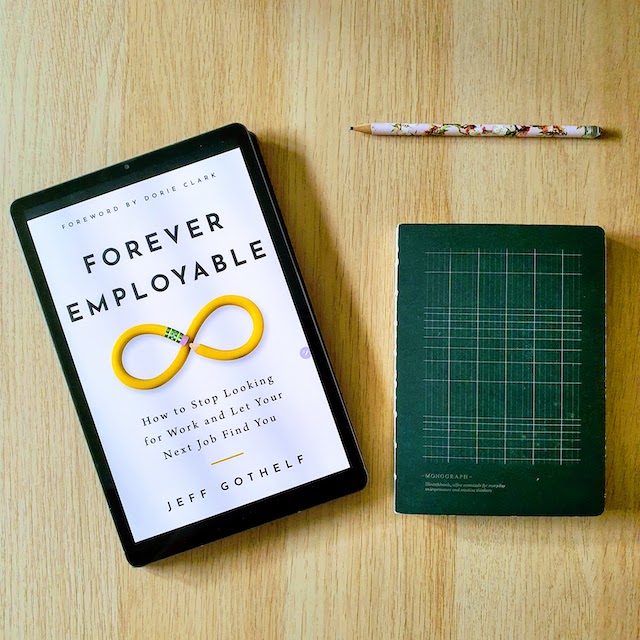 FOREWORD BY DORIE CLARK
FOREVER
EMPLOYABLE
How to Stop Looking
for Work and Let Your
Next Job Find You
JEFF GOTHELF
-MONOGRAPH-